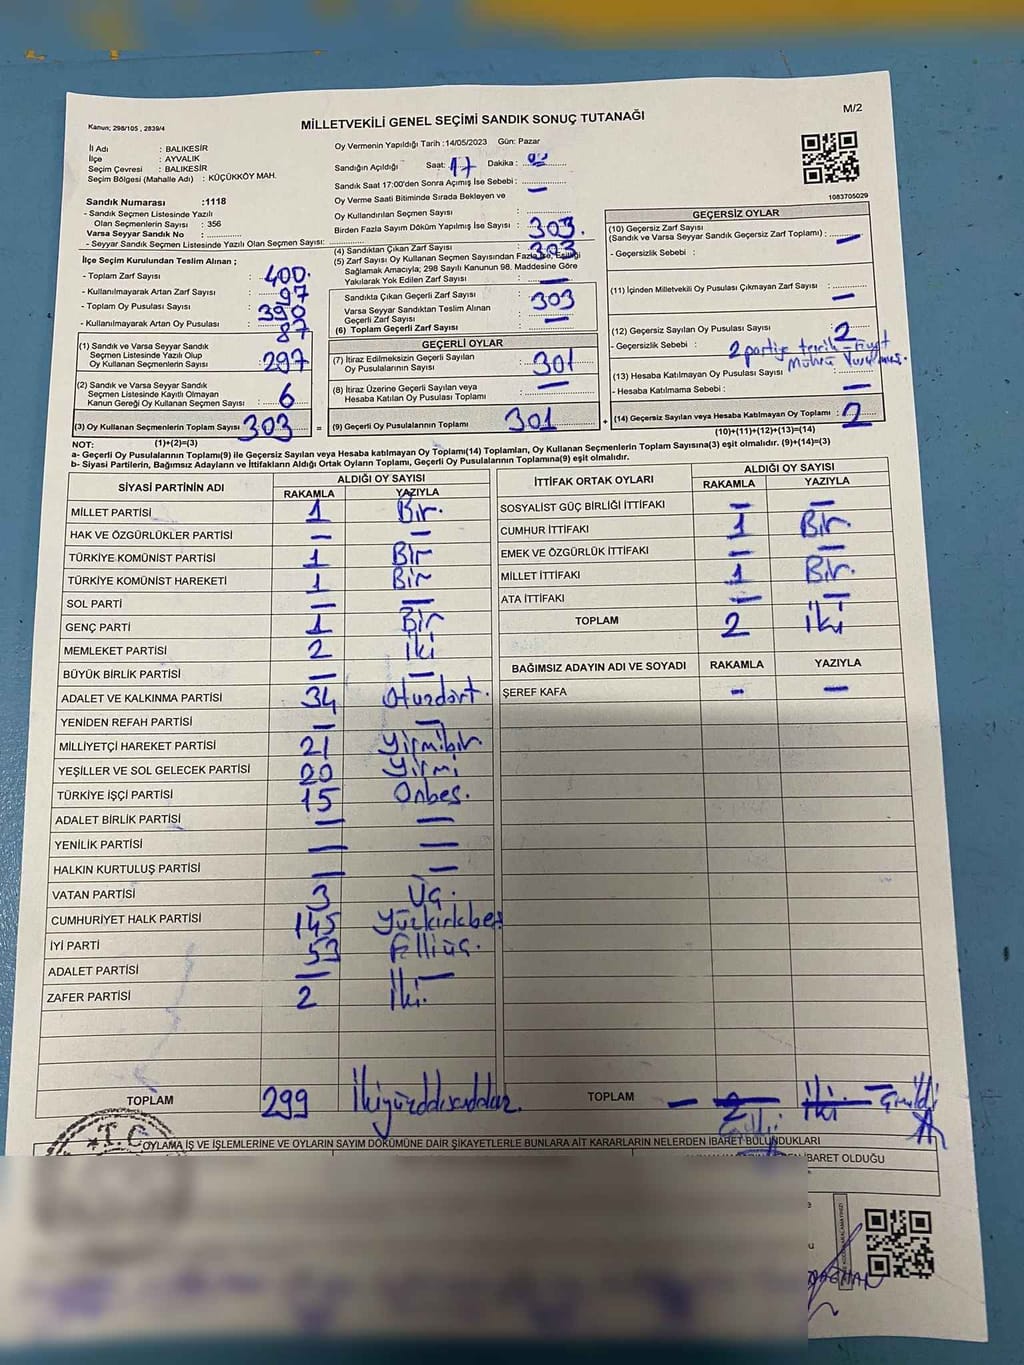 M/2
Kanun; 298/105 , 2839/4
MİLLETVEKİLİ GENEL SEÇİMİ SANDIK SONUÇ TUTANAĞI
İl Adı : BALIKESİR
İlçe : AYVALIK
Seçim Çevresi : BALIKESİR
Seçim Bölgesi (Mahalle Adı) : KÜÇÜKKÖY MAH.
Sandık Numarası :1118
- Sandık Seçmen Listesinde Yazılı
Olan Seçmenlerin Sayısı : 356
Varsa Seyyar Sandık No :
- Seyyar Sandık Seçmen Listesinde Yazılı Olan Seçmen Sayısı:
İlçe Seçim Kurulundan Teslim Alınan ;
- Toplam Zarf Sayısı : 400.
- Kullanılmayarak Artan Zarf Sayısı : 97
- Toplam Oy Pusulası Sayısı : 390
- Kullanılmayarak Artan Oy Pusulası : 87
(1) Sandık ve Varsa Seyyar Sandık
Seçmen Listesinde Yazılı Olup
Oy Kullanan Seçmenlerin Sayısı : 297
(2) Sandık ve Varsa Seyyar Sandık
Seçmen Listesinde Kayıtlı Olmayan
Kanun Gereği Oy Kullanan Seçmen Sayısı : 6
(3) Oy Kullanan Seçmenlerin Toplam Sayısı : 303 =
(1)+(2)=(3)
Oy Vermenin Yapıldığı Tarih :14/05/2023 Gün: Pazar
Sandığın Açıldığı Saat: 17 Dakika :
Sandık Saat 17:00'den Sonra Açımış İse Sebebi : –
Oy Verme Saati Bitiminde Sırada Bekleyen ve
Oy Kullandırılan Seçmen Sayısı :
Birden Fazla Sayım Döküm Yapılmış İse Sayısı : 303.
(4) Sandıktan Çıkan Zarf Sayısı : 303
(5) Zarf Sayısı Oy Kullanan Seçmen Sayısından Fazla İse, Eşitliği
Sağlamak Amacıyla; 298 Sayılı Kanunun 98. Maddesine Göre
Yakılarak Yok Edilen Zarf Sayısı : –
Sandıkta Çıkan Geçerli Zarf Sayısı : 303
Varsa Seyyar Sandıktan Teslim Alınan
Geçerli Zarf Sayısı : –
(6) Toplam Geçerli Zarf Sayısı :
GEÇERLİ OYLAR
(7) İtiraz Edilmeksizin Geçerli Sayılan
Oy Pusulalarının Sayısı : 301
(8) İtiraz Üzerine Geçerli Sayılan veya
Hesaba Katılan Oy Pusulası Toplamı : –
(9) Geçerli Oy Pusulalarının Toplamı : 301 +
1083705029
GEÇERSİZ OYLAR
(10) Geçersiz Zarf Sayısı
(Sandık ve Varsa Seyyar Sandık Geçersiz Zarf Toplamı) : –
- Geçersizlik Sebebi :
(11) İçinden Milletvekili Oy Pusulası Çıkmayan Zarf Sayısı : –
(12) Geçersiz Sayılan Oy Pusulası Sayısı : 2
- Geçersizlik Sebebi : 2 partiye tercih - Evet
Mührü Vurulmuş.
(13) Hesaba Katılmayan Oy Pusulası Sayısı :
- Hesaba Katılmama Sebebi : –
(14) Geçersiz Sayılan veya Hesaba Katılmayan Oy Toplamı : 2
(10)+(11)+(12)+(13)=(14)
NOT:
a- Geçerli Oy Pusulalarının Toplamı(9) ile Geçersiz Sayılan veya Hesaba katılmayan Oy Toplamı(14) Toplamları, Oy Kullanan Seçmenlerin Toplam Sayısına(3) eşit olmalıdır. (9)+(14)=(3)
b- Siyasi Partilerin, Bağımsız Adayların ve İttifakların Aldığı Ortak Oyların Toplamı, Geçerli Oy Pusulalarının Toplamına(9) eşit olmalıdır.
SİYASİ PARTİNİN ADI ALDIĞI OY SAYISI
RAKAMLA YAZIYLA
MİLLET PARTİSİ 1 Bir.
HAK VE ÖZGÜRLÜKLER PARTİSİ – –
TÜRKİYE KOMÜNİST PARTİSİ 1 Bir
TÜRKİYE KOMÜNİST HAREKETİ 1 Bir
SOL PARTİ – –
GENÇ PARTİ 1 Bir
MEMLEKET PARTİSİ 2 iki
BÜYÜK BİRLİK PARTİSİ – –
ADALET VE KALKINMA PARTİSİ 34 Otuzdört.
YENİDEN REFAH PARTİSİ – –
MİLLİYETÇİ HAREKET PARTİSİ 21 Yirmibir
YEŞİLLER VE SOL GELECEK PARTİSİ 20 Yirmi
TÜRKİYE İŞÇİ PARTİSİ 15 Onbeş.
ADALET BİRLİK PARTİSİ – –
YENİLİK PARTİSİ – –
HALKIN KURTULUŞ PARTİSİ – –
VATAN PARTİSİ 3 Üç.
CUMHURİYET HALK PARTİSİ 145 Yüzkırkbeş
İYİ PARTİ 53 Elliüç.
ADALET PARTİSİ – –
ZAFER PARTİSİ 2 İki.
TOPLAM 299 İkiyüzdoksandokuz.
İTTİFAK ORTAK OYLARI ALDIĞI OY SAYISI
RAKAMLA YAZIYLA
SOSYALİST GÜÇ BİRLİĞİ İTTİFAKI – –
CUMHUR İTTİFAKI 1 Bir.
EMEK VE ÖZGÜRLÜK İTTİFAKI – –
MİLLET İTTİFAKI 1 Bir.
ATA İTTİFAKI – –
TOPLAM 2 iki
BAĞIMSIZ ADAYIN ADI VE SOYADI RAKAMLA YAZIYLA
ŞEREF KAFA – –
TOPLAM – 2 İki –
T.C.
OYLAMA İŞ VE İŞLEMLERİNE VE OYLARIN SAYIM DÖKÜMÜNE DAİR ŞİKAYETLERLE BUNLARA AİT KARARLARIN NELERDEN İBARET BULUNDUKLARI
İBARET OLDUĞU